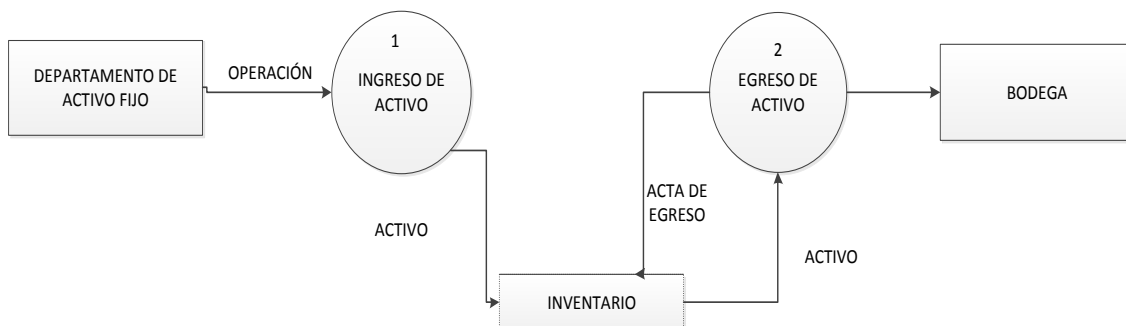 DEPARTAMENTO DE
ACTIVO FIJO
OPERACIÓN
1
INGRESO DE
ACTIVO
2
EGRESO DE
ACTIVO
BODEGA
ACTIVO
ACTA DE
EGRESO
ACTIVO
INVENTARIO